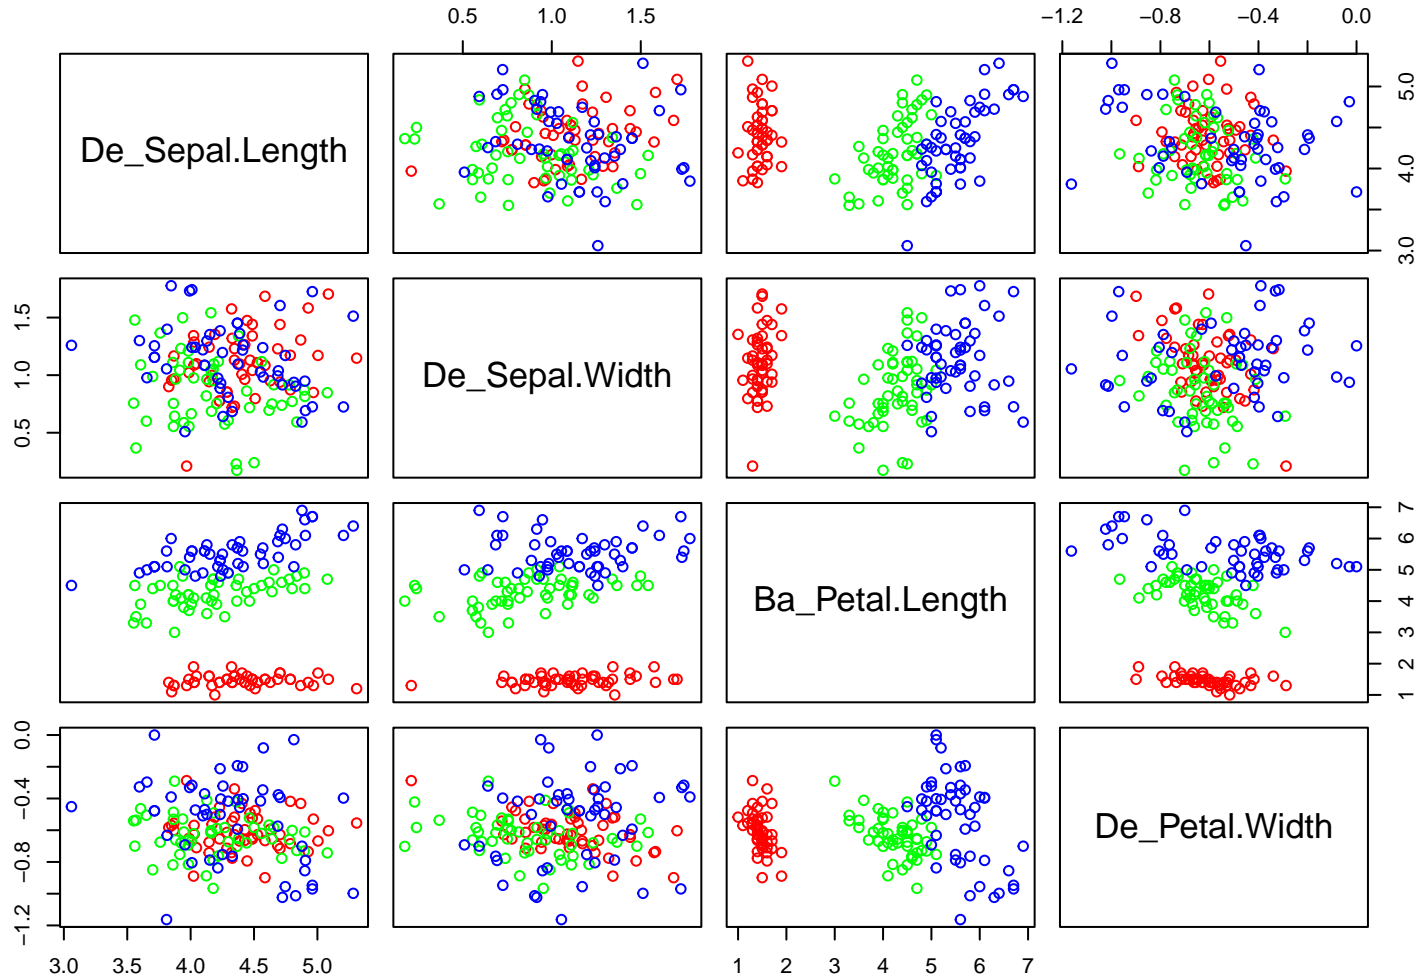 0.5 1.0 1.5 −1.2 −0.8 −0.4 0.0
De_Sepal.Length
3.0 4.0 5.0
0.5 1.0 1.5
De_Sepal.Width
Ba_Petal.Length
1 2 3 4 5 6 7
−1.2 −0.8 −0.4 0.0
De_Petal.Width
3.0 3.5 4.0 4.5 5.0 1 2 3 4 5 6 7